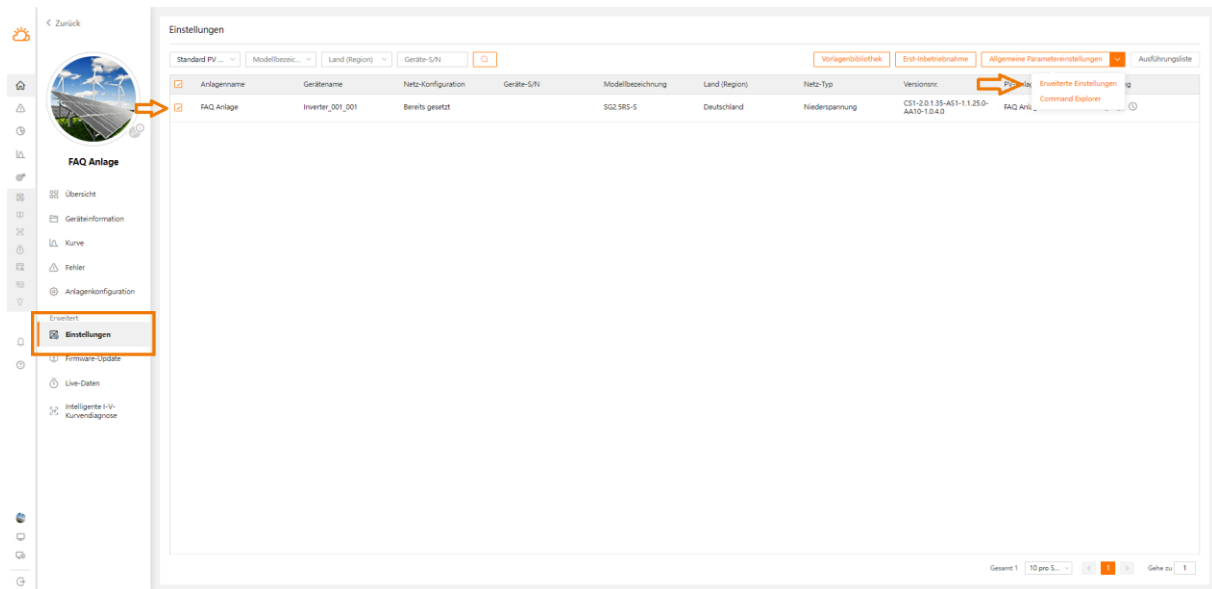 Zurück
FAQ Anlage
Übersicht
Geräteinformation
Kurve
Fehler
Anlagenkonfiguration
Erweitert
Einstellungen
Firmware-Update
Live-Daten
Intelligente I-V-
Kurvendiagnose
Einstellungen
Standard PV ... Modellbezeic... Land (Region) Geräte-S/N
Vorlagenbibliothek Erst-Inbetriebnahme Allgemeine Parametereinstellungen Ausführungsliste
Anlagenname Gerätename Netz-Konfiguration Geräte-S/N Modellbezeichnung Land (Region) Netz-Typ Versionsnr.
Erweiterte Einstellungen
Command Explorer
FAQ Anlage Inverter_001_001 Bereits gesetzt SG2.5RS-S Deutschland Niederspannung CS1-2.0.1.35-AS1-1.1.25.0-
AA10-1.0.4.0
Gesamt 1 10 pro S... 1 Gehe zu 1